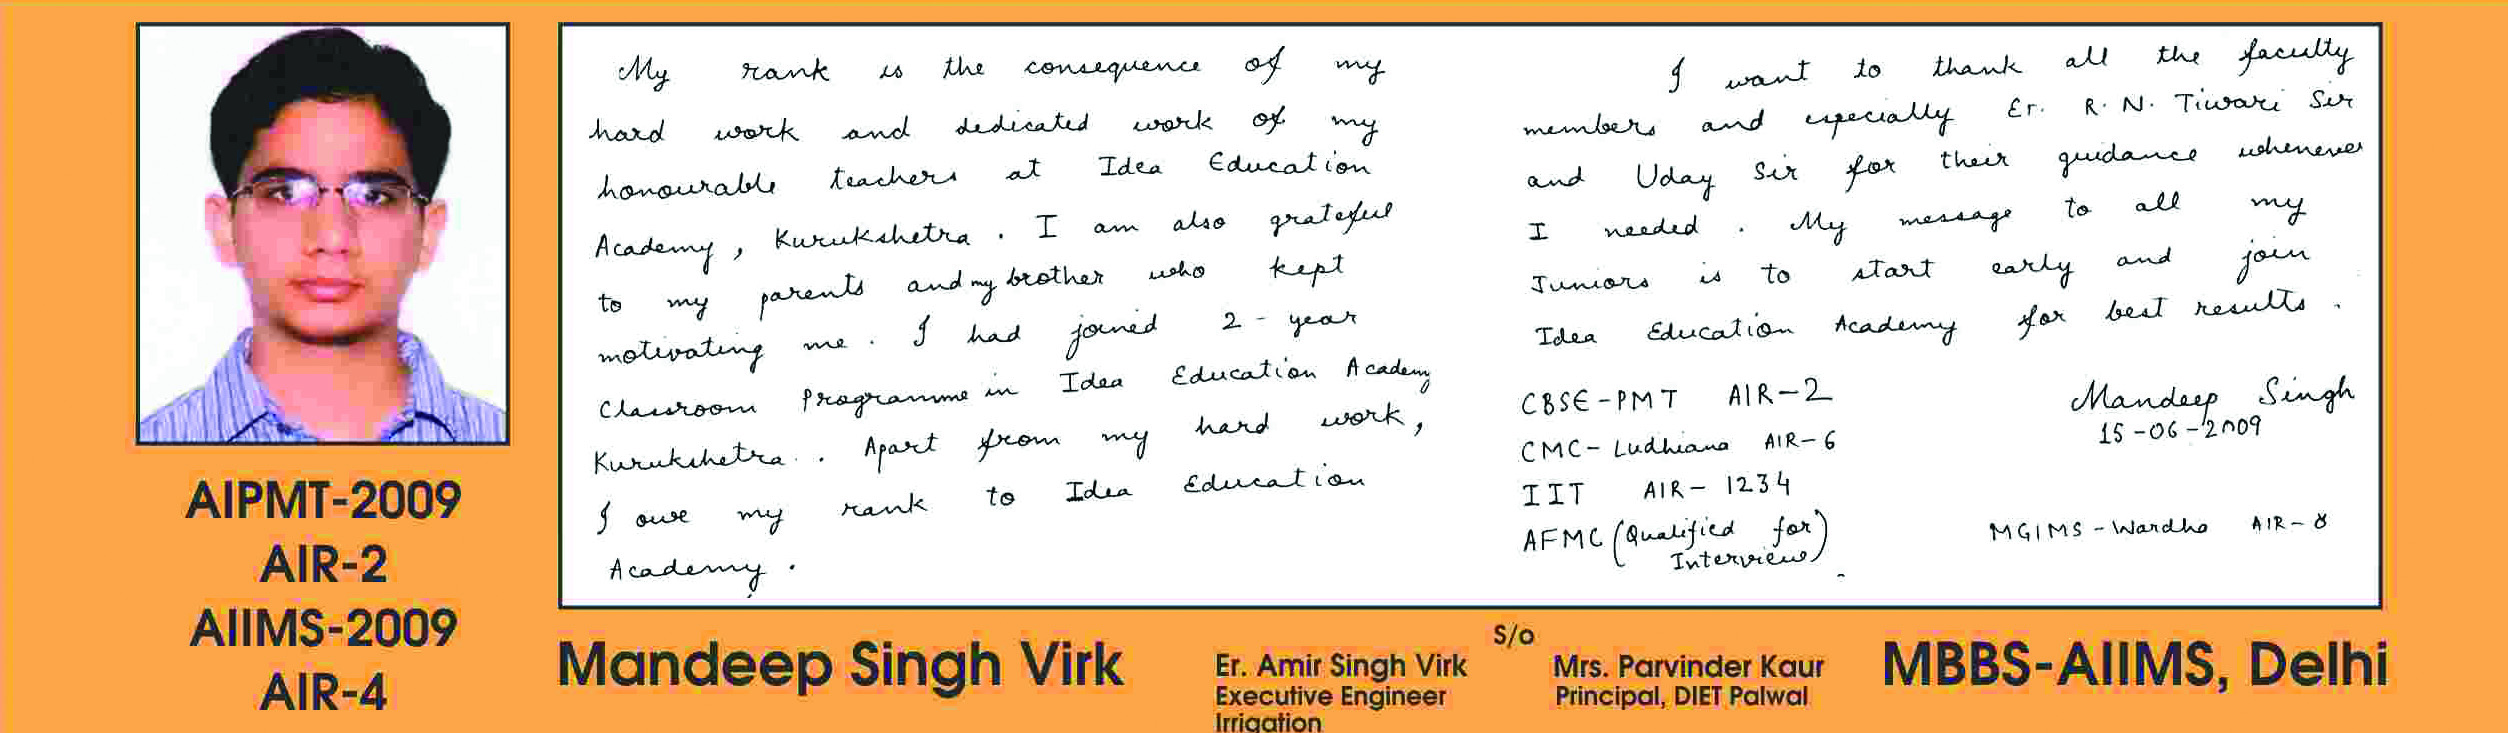 My rank is the consequence of my
hard work and dedicated work of my
honourable teachers at Idea Education
Academy, Kurukshetra. I am also grateful
to my parents and my brother who kept
motivating me. I had joined 2-year
Classroom Programme in Idea Education Academy
Kurukshetra.. Apart from my hard work,
I owe my rank to Idea Education
Academy.
I want to thank all the faculty
members and especially Er. R. N. Tiwari Sir
and Uday Sir for their guidance whenever
I needed. My message to all my
Juniors is to start early and join
Idea Education Academy for best results.
CBSE-PMT AIR-2
CMC-Ludhiana AIR-6
IIT AIR-1234
AFMC (Qualified for
Interview)
Mandeep Singh
15-06-2009
MGIMS-Wardha AIR-8
AIPMT-2009
AIR-2
AIIMS-2009
AIR-4
Mandeep Singh Virk
S/o
Er. Amir Singh Virk
Executive Engineer
Irrigation
Mrs. Parvinder Kaur
Principal, DIET Palwal
MBBS-AIIMS, Delhi